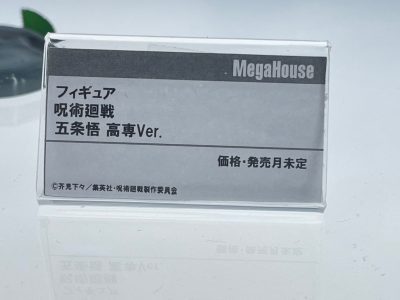 MegaHouse
フィギュア
呪術廻戦
五条悟 高専Ver.
価格・発売月未定
©芥見下々/集英社・呪術廻戦製作委員会